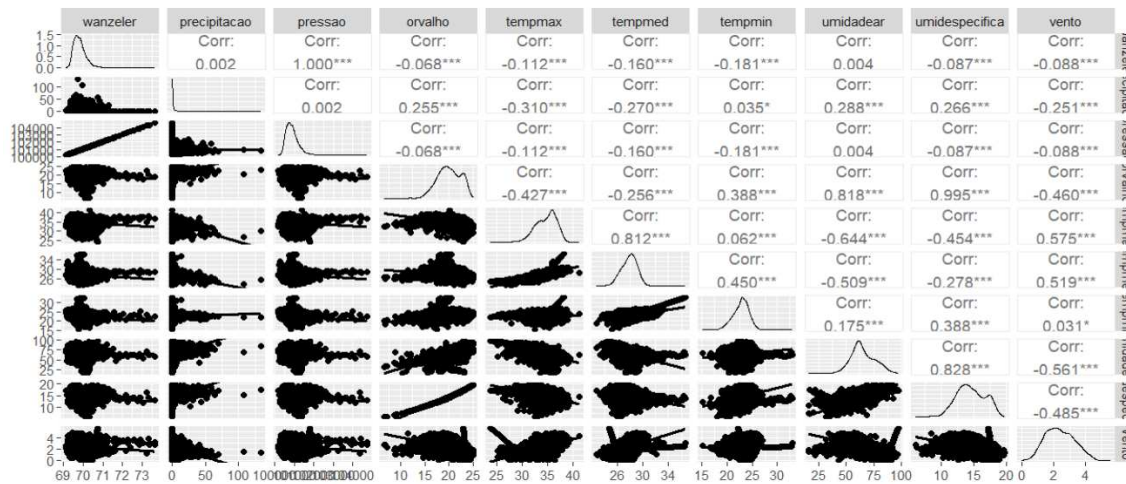 wanzeler precipitacao pressao orvalho tempmax tempmed tempmin umidadear umidespecifica vento
1.5 1.0 0.5 0.0
Corr: Corr: Corr: Corr: Corr: Corr: Corr: Corr: Corr:
0.002 1.000*** -0.068*** -0.112*** -0.160*** -0.181*** 0.004 -0.087*** -0.088***
100 50 0
Corr: Corr: Corr: Corr: Corr: Corr: Corr: Corr:
0.002 0.255*** -0.310*** -0.270*** 0.035* 0.288*** 0.266*** -0.251***
104000
100000
Corr: Corr: Corr: Corr: Corr: Corr: Corr:
-0.068*** -0.112*** -0.160*** -0.181*** 0.004 -0.087*** -0.088***
25 20 15 10
Corr: Corr: Corr: Corr: Corr: Corr:
-0.427*** -0.256*** 0.388*** 0.818*** 0.995*** -0.460***
40 35 30 25
Corr: Corr: Corr: Corr: Corr:
0.812*** 0.062*** -0.644*** -0.454*** 0.575***
34 30 26
Corr: Corr: Corr: Corr:
0.450*** -0.509*** -0.278*** 0.519***
30 25 20 15
Corr: Corr: Corr:
0.175*** 0.388*** 0.031*
100 75 50 25
Corr: Corr:
0.828*** -0.561***
20 15 10
Corr:
-0.485***
4 2 0
69 70 71 72 73 0 50 100 10 15 20 25 25 30 35 40 26 30 34 15 20 25 30 25 50 75 100 10 15 20 0 2 4